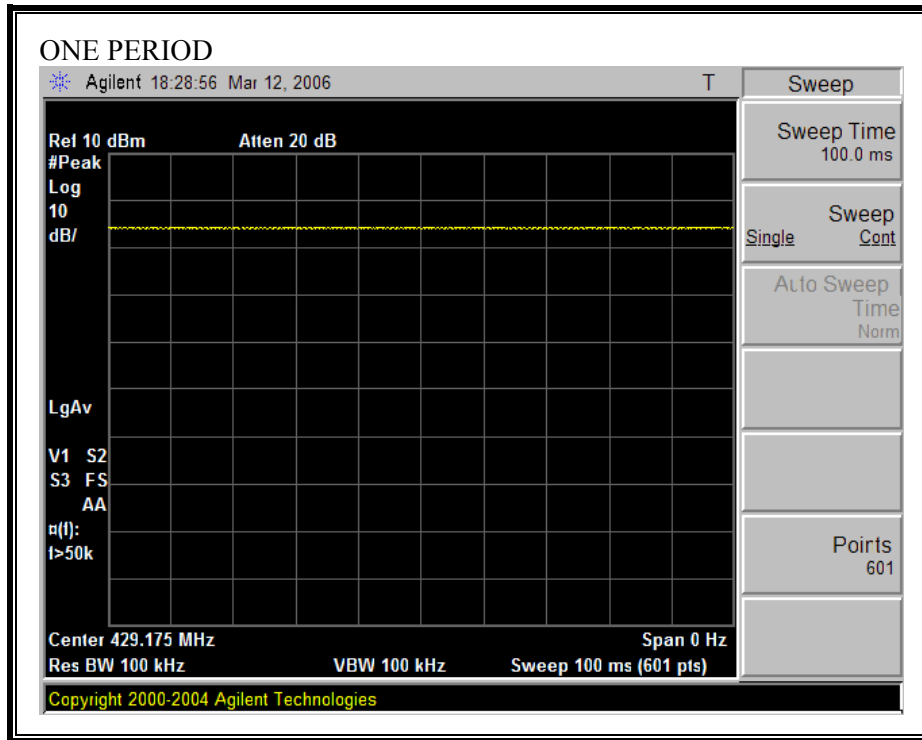 ONE PERIOD
Agilent 18:28:56 Mar 12, 2006 T
Sweep
Ref 10 dBm Atten 20 dB
#Peak
Log
10
dB/
LgAv
V1 S2
S3 FS
AA
¤(f):
f>50k
Center 429.175 MHz Span 0 Hz
Res BW 100 kHz VBW 100 kHz Sweep 100 ms (601 pts)
Copyright 2000-2004 Agilent Technologies
Sweep Time
100.0 ms
Sweep
Single Cont
Auto Sweep
Time
Norm
Points
601